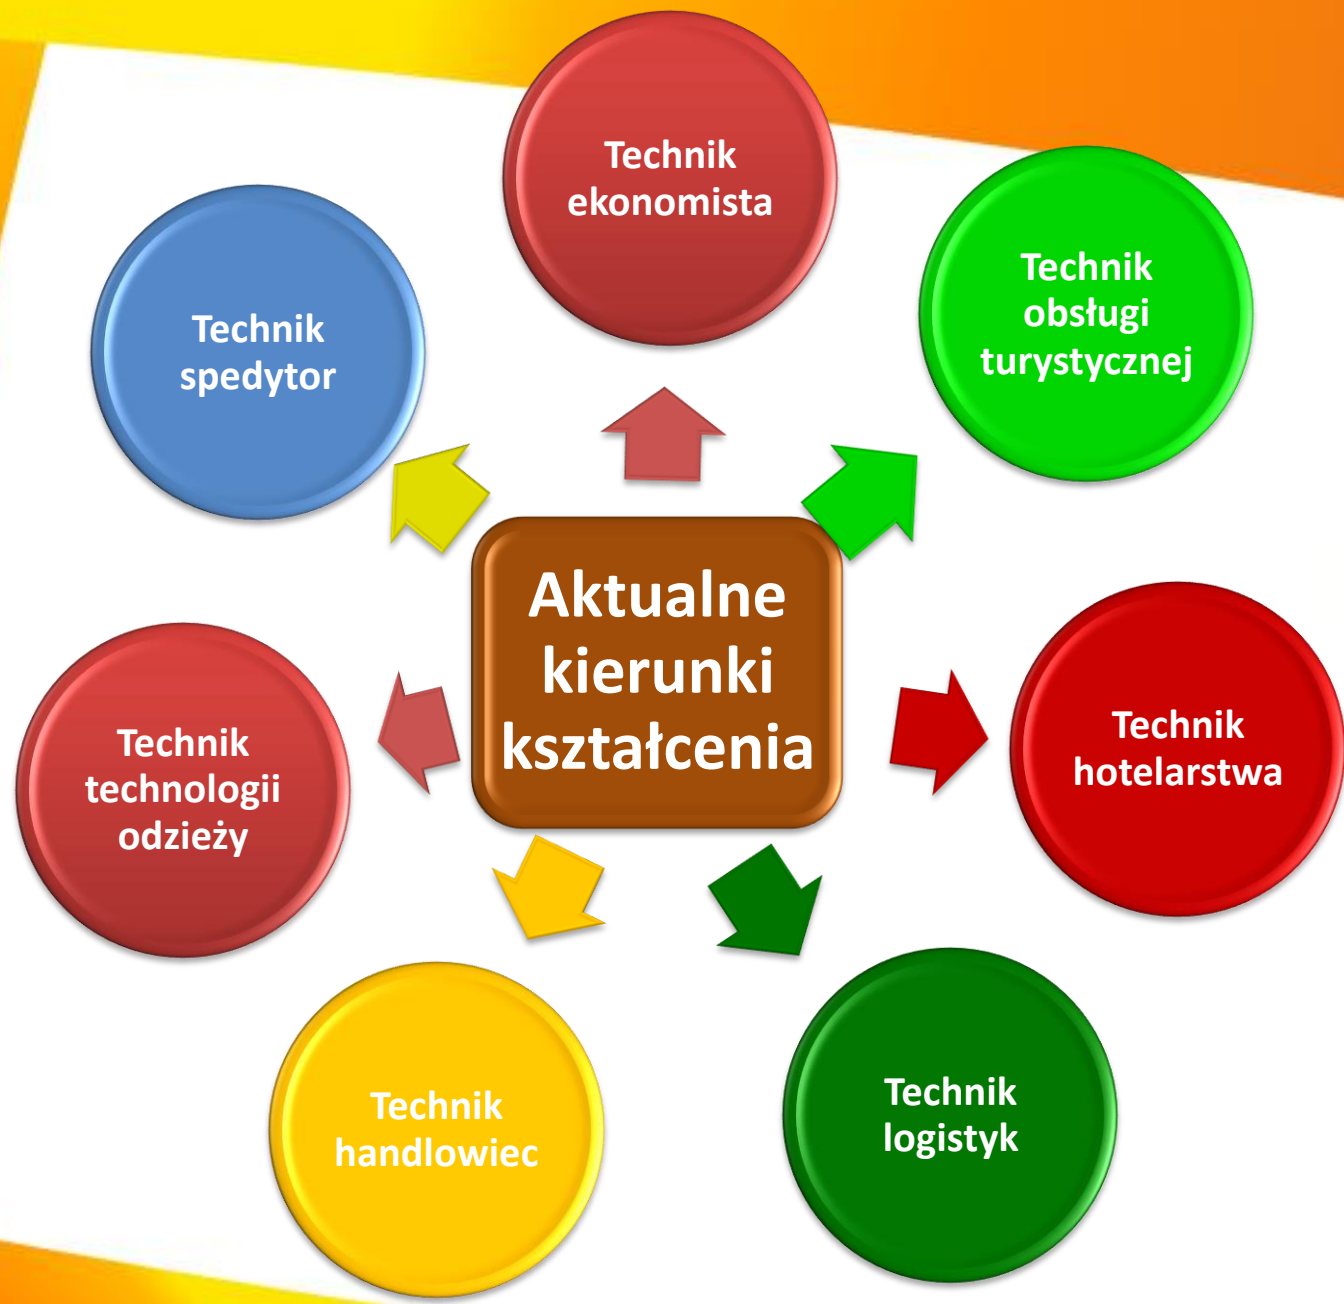 Technik
ekonomista
Technik
obsługi
turystycznej
Technik
spedytor
Aktualne
kierunki
kształcenia
Technik
hotelarstwa
Technik
technologii
odzieży
Technik
logistyk
Technik
handlowiec